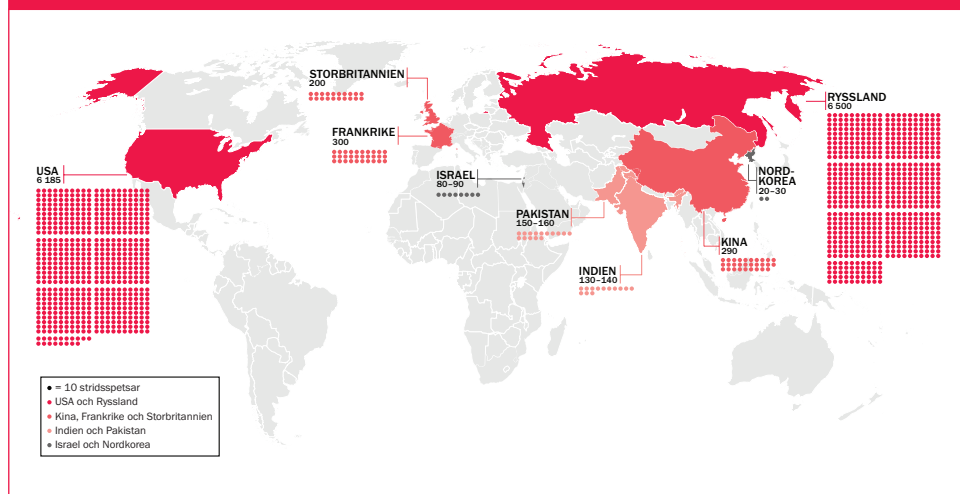 STORBRITANNIEN
200
FRANKRIKE
300
USA
6 185
ISRAEL
80–90
PAKISTAN
150–160
INDIEN
130–140
KINA
290
NORD-
KOREA
20–30
RYSSLAND
6 500
= 10 stridsspetsar
USA och Ryssland
Kina, Frankrike och Storbritannien
Indien och Pakistan
Israel och Nordkorea